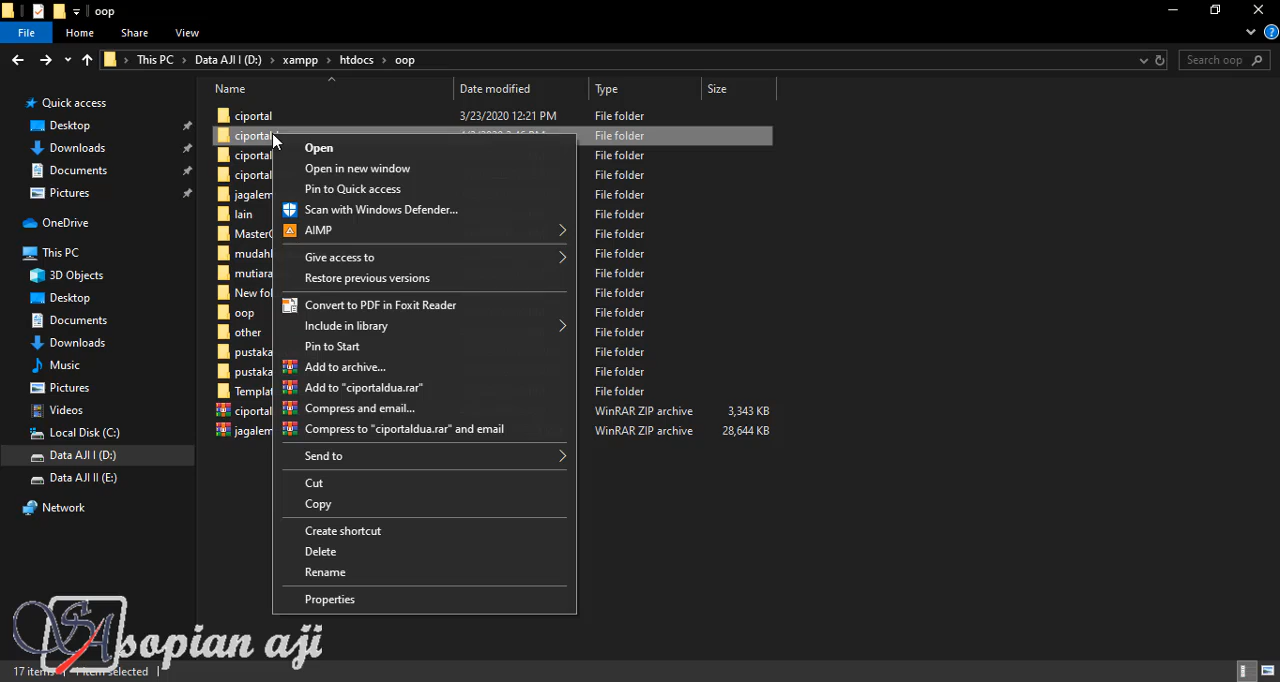 oop
File Home Share View
This PC Data AJI I (D:) xampp htdocs oop Search oop
Name Date modified Type Size
Quick access
Desktop
Downloads
Documents
Pictures
OneDrive
This PC
3D Objects
Desktop
Documents
Downloads
Music
Pictures
Videos
Local Disk (C:)
Data AJI I (D:)
Data AJI II (E:)
Network
ciportal 3/23/2020 12:21 PM File folder
ciportal File folder
ciportal File folder
ciportal File folder
jagalem File folder
lain File folder
Master File folder
mudah File folder
mutiara File folder
New fol File folder
oop File folder
other File folder
pustaka File folder
pustaka File folder
Templat File folder
ciportal WinRAR ZIP archive 3,343 KB
jagalem WinRAR ZIP archive 28,644 KB
Open
Open in new window
Pin to Quick access
Scan with Windows Defender...
AIMP
Give access to
Restore previous versions
Convert to PDF in Foxit Reader
Include in library
Pin to Start
Add to archive...
Add to "ciportaldua.rar"
Compress and email...
Compress to "ciportaldua.rar" and email
Send to
Cut
Copy
Create shortcut
Delete
Rename
Properties
SA sopian aji
17 items 1 item selected